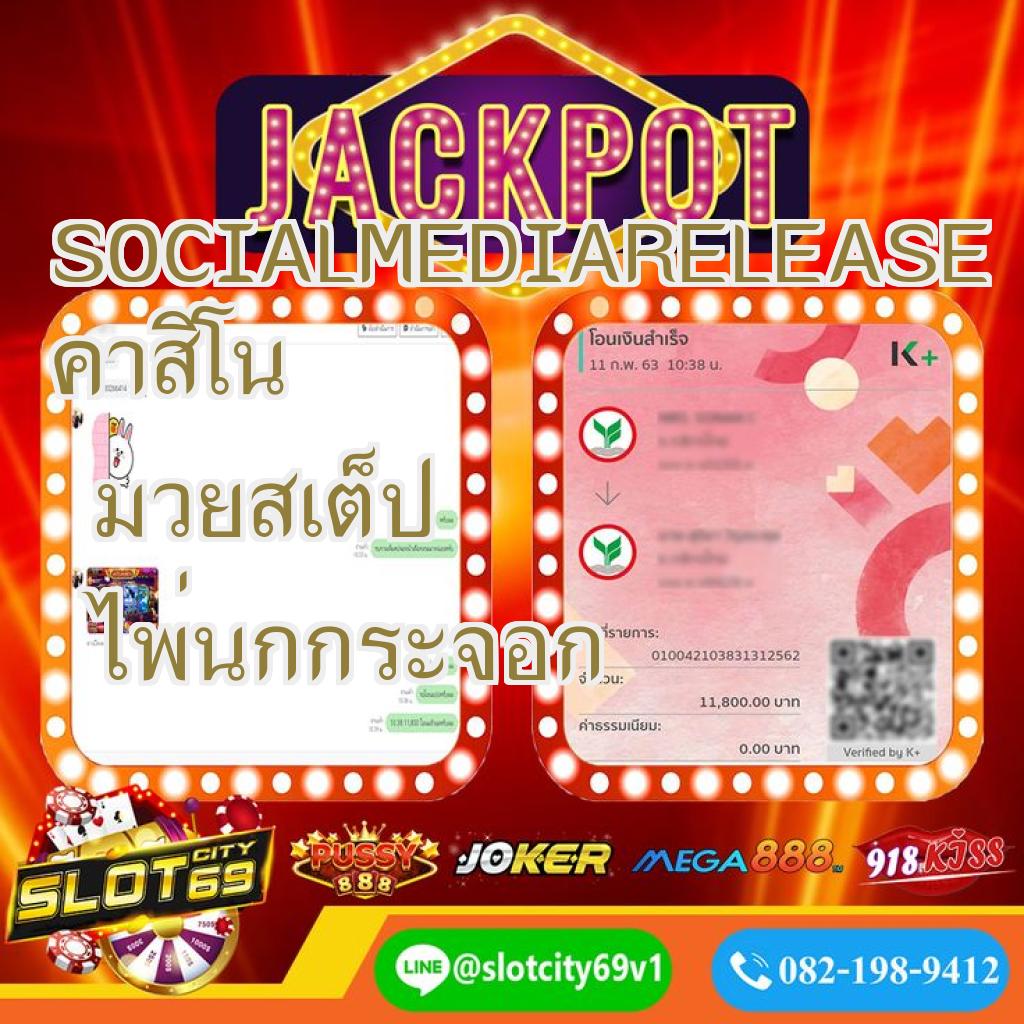 JACKPOT
SOCIALMEDIARELEASE
คาสิโน
มวยสเต็ป
ไพ่นกกระจอก
โอนเงินสำเร็จ
11 ก.พ. 63 10:38 น.
K+
010042103831312562
11,800.00 บาท
ค่าธรรมเนียม:
0.00 บาท
Verified by K+
SLOT CITY 69
PUSSY 888
JOKER
MEGA888
918KISS
LINE @slotcity69v1
082-198-9412